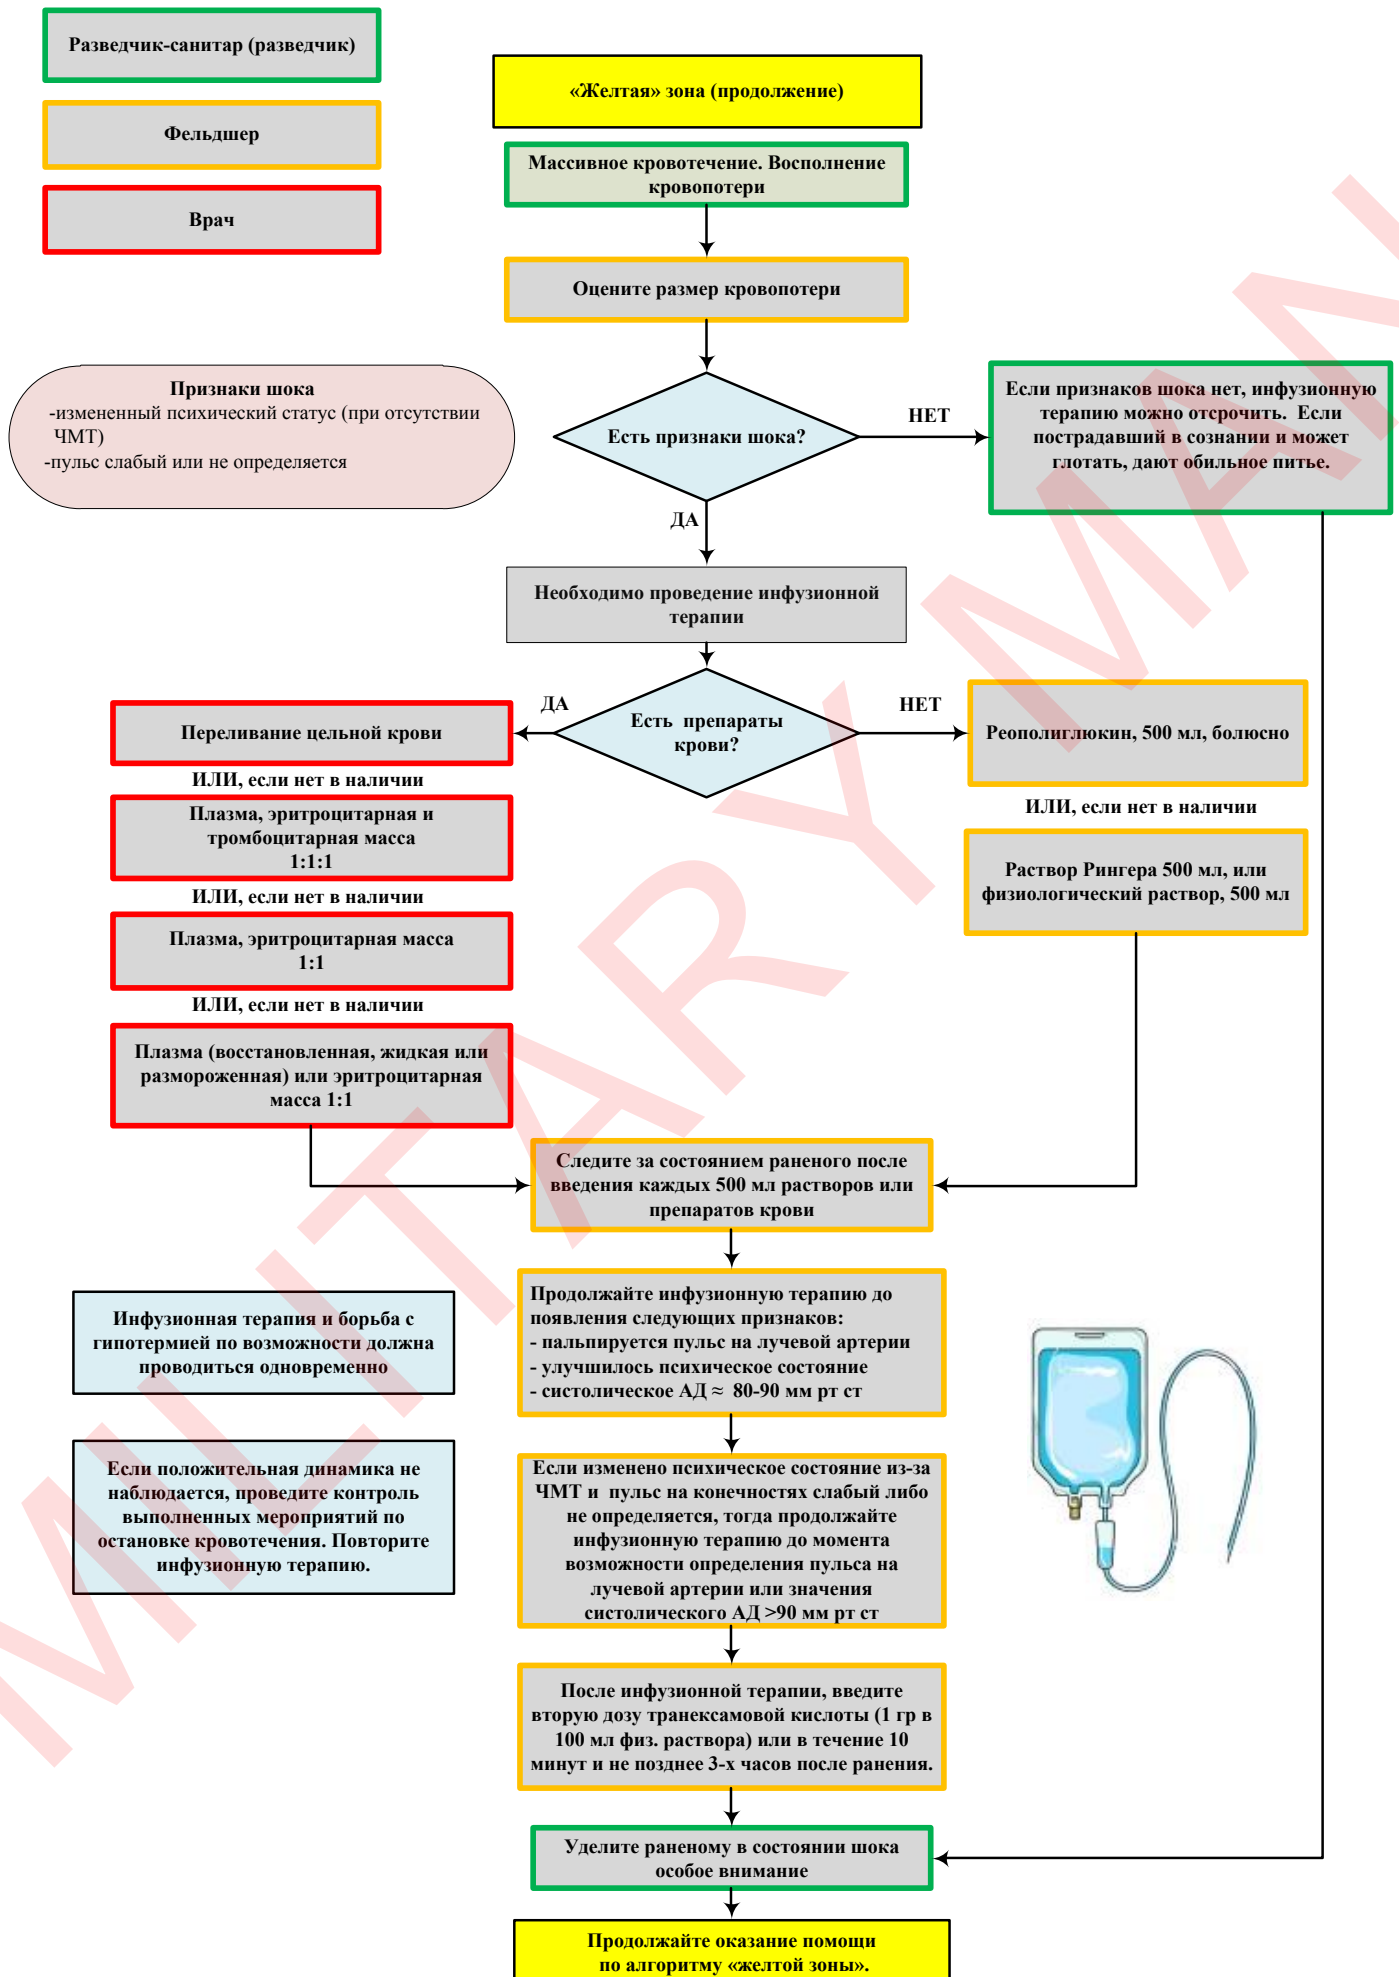 Разведчик-санитар (разведчик)
Фельдшер
Врач
«Желтая» зона (продолжение)
Массивное кровотечение. Восполнение
кровопотери
Оцените размер кровопотери
Признаки шока
-измененный психический статус (при отсутствии
ЧМТ)
-пульс слабый или не определяется
Есть признаки шока?
НЕТ
Если признаков шока нет, инфузионную
терапию можно отсрочить. Если
пострадавший в сознании и может
глотать, дают обильное питье.
ДА
Необходимо проведение инфузионной
терапии
Есть препараты
крови?
ДА
НЕТ
Переливание цельной крови
ИЛИ, если нет в наличии
Плазма, эритроцитарная и
тромбоцитарная масса
1:1:1
ИЛИ, если нет в наличии
Плазма, эритроцитарная масса
1:1
ИЛИ, если нет в наличии
Плазма (восстановленная, жидкая или
размороженная) или эритроцитарная
масса 1:1
Реополиглюкин, 500 мл, болюсно
ИЛИ, если нет в наличии
Раствор Рингера 500 мл, или
физиологический раствор, 500 мл
Следите за состоянием раненого после
введения каждых 500 мл растворов или
препаратов крови
Продолжайте инфузионную терапию до
появления следующих признаков:
- пальпируется пульс на лучевой артерии
- улучшилось психическое состояние
- систолическое АД ≈ 80-90 мм рт ст
Инфузионная терапия и борьба с
гипотермией по возможности должна
проводиться одновременно
Если положительная динамика не
наблюдается, проведите контроль
выполненных мероприятий по
остановке кровотечения. Повторите
инфузионную терапию.
Если изменено психическое состояние из-за
ЧМТ и пульс на конечностях слабый либо
не определяется, тогда продолжайте
инфузионную терапию до момента
возможности определения пульса на
лучевой артерии или значения
систолического АД >90 мм рт ст
После инфузионной терапии, введите
вторую дозу транексамовой кислоты (1 гр в
100 мл физ. раствора) или в течение 10
минут и не позднее 3-х часов после ранения.
Уделите раненому в состоянии шока
особое внимание
Продолжайте оказание помощи
по алгоритму «желтой зоны».
MILITARY MAN